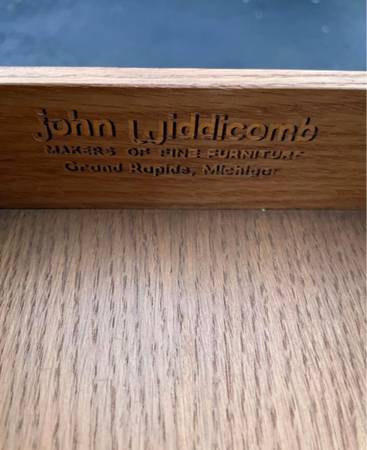 john widdicomb
MAKERS OF FINE FURNITURE
Grand Rapids, Michigan